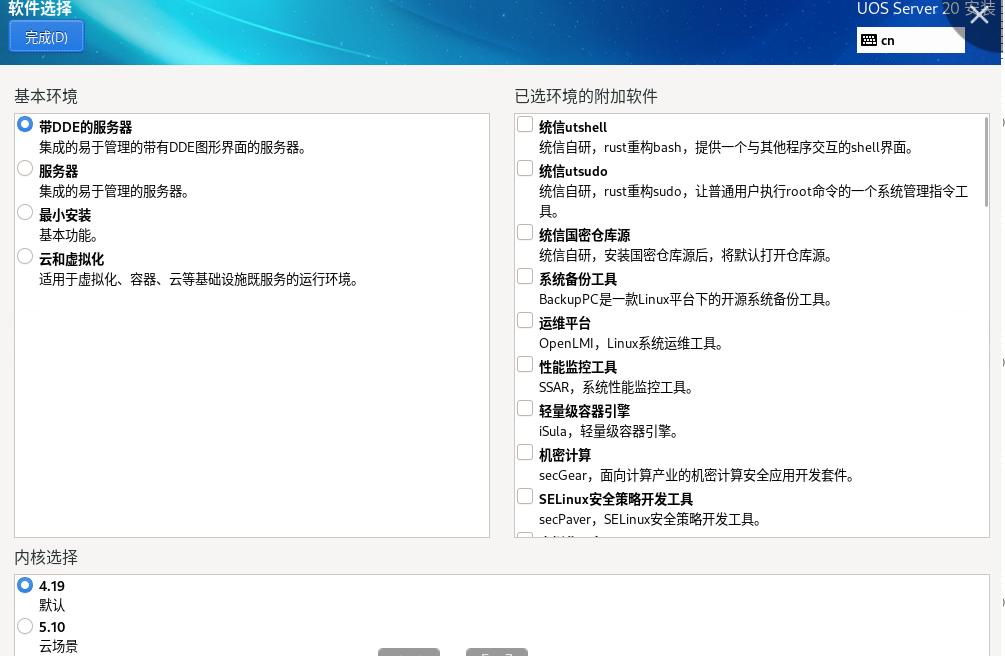 软件选择
UOS Server 20 安装
完成(D)
cn
基本环境
带DDE的服务器
集成的易于管理的带有DDE图形界面的服务器。
服务器
集成的易于管理的服务器。
最小安装
基本功能。
云和虚拟化
适用于虚拟化、容器、云等基础设施既服务的运行环境。
已选环境的附加软件
统信utshell
统信自研，rust重构bash，提供一个与其他程序交互的shell界面。
统信utsudo
统信自研，rust重构sudo，让普通用户执行root命令的一个系统管理指令工
具。
统信国密仓库源
统信自研，安装国密仓库源后，将默认打开仓库源。
系统备份工具
BackupPC是一款Linux平台下的开源系统备份工具。
运维平台
OpenLMI，Linux系统运维工具。
性能监控工具
SSAR，系统性能监控工具。
轻量级容器引擎
iSula，轻量级容器引擎。
机密计算
secGear，面向计算产业的机密计算安全应用开发套件。
SELinux安全策略开发工具
secPaver，SELinux安全策略开发工具。
内核选择
4.19
默认
5.10
云场景